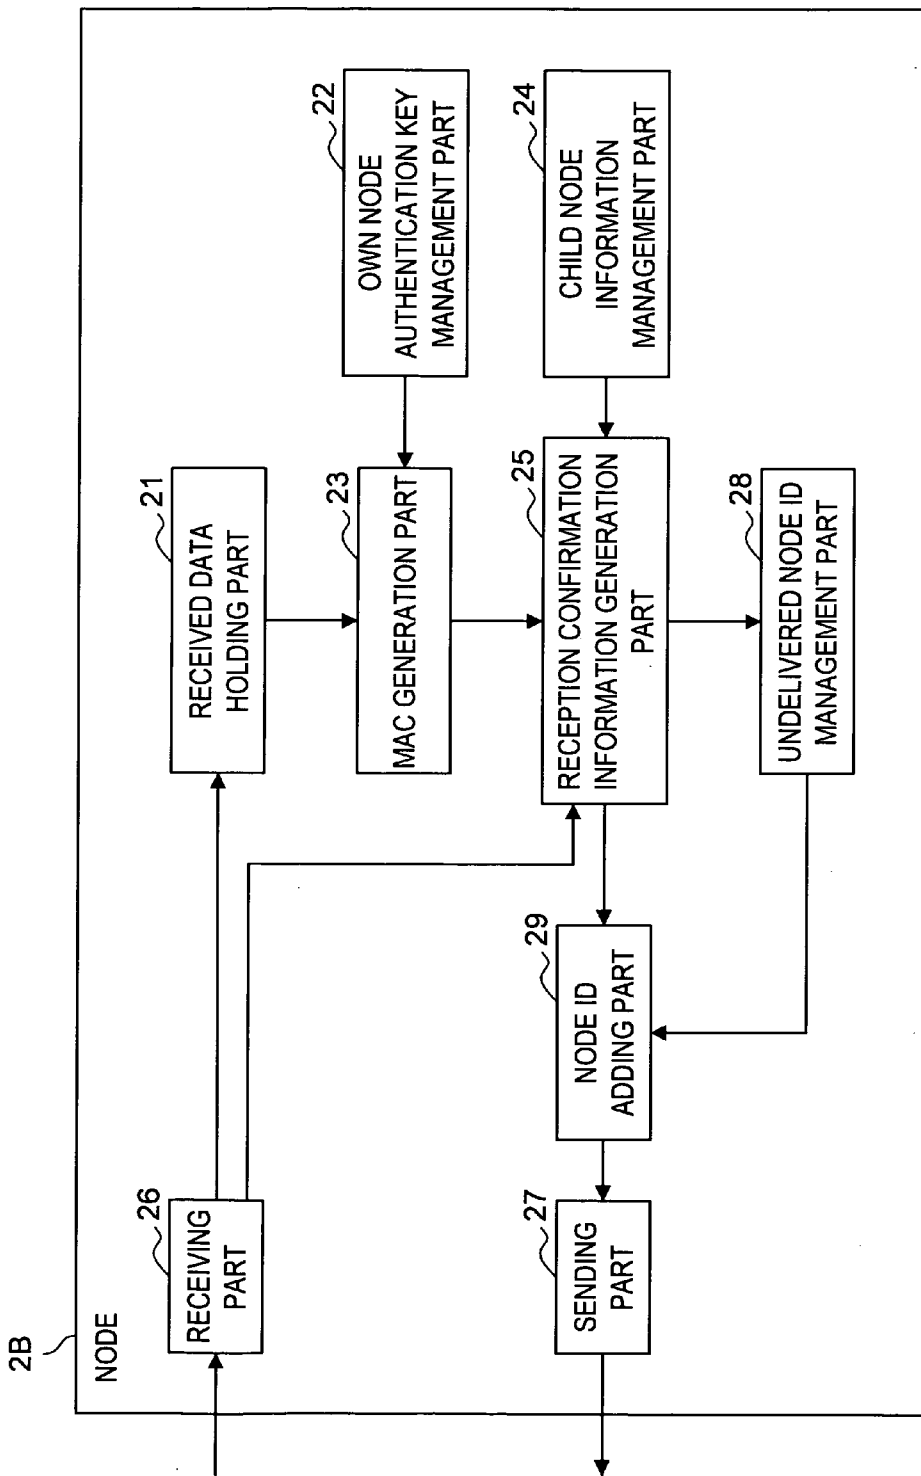 2B
NODE
26
RECEIVING
PART
21
RECEIVED DATA
HOLDING PART
22
OWN NODE
AUTHENTICATION KEY
MANAGEMENT PART
23
MAC GENERATION PART
24
CHILD NODE
INFORMATION
MANAGEMENT PART
25
RECEPTION CONFIRMATION
INFORMATION GENERATION
PART
27
SENDING
PART
29
NODE ID
ADDING PART
28
UNDELIVERED NODE ID
MANAGEMENT PART